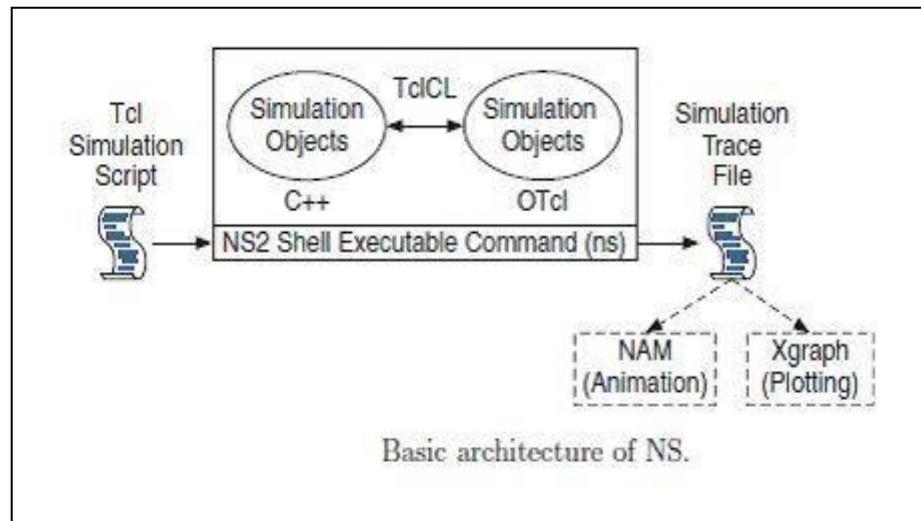 Tcl
Simulation
Script
Simulation
Objects
C++
TclCL
Simulation
Objects
OTcl
NS2 Shell Executable Command (ns)
Simulation
Trace
File
NAM
(Animation)
Xgraph
(Plotting)
Basic architecture of NS.